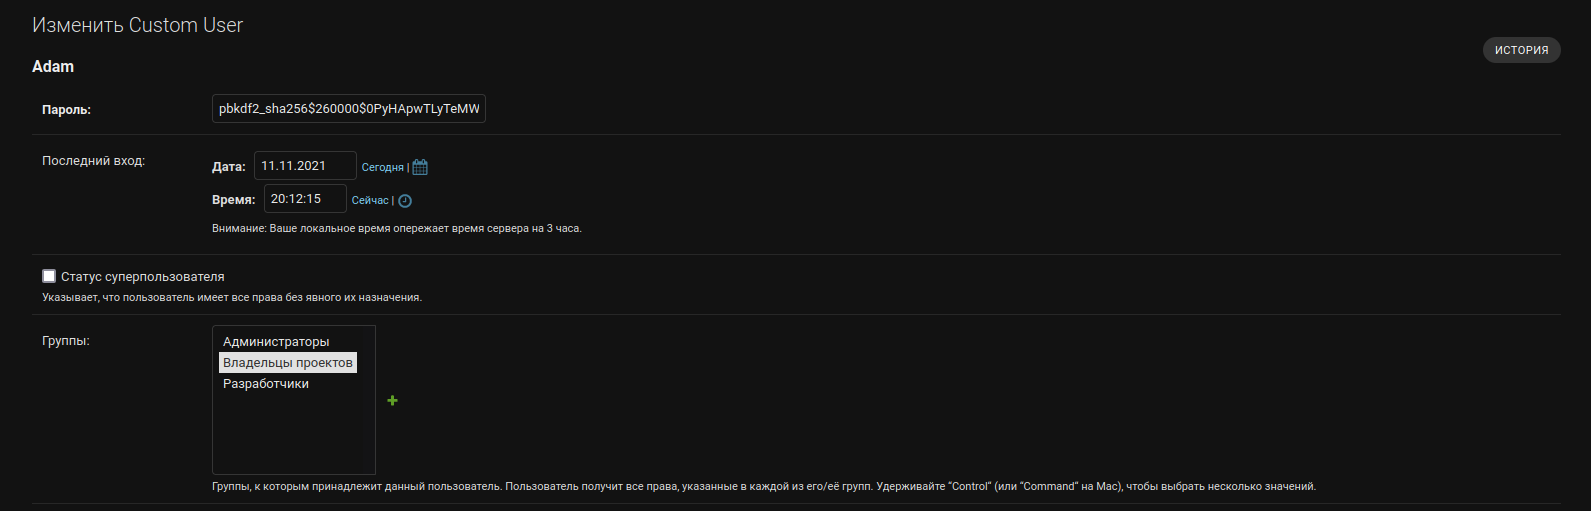 Изменить Custom User
ИСТОРИЯ
Adam
Пароль: pbkdf2_sha256$260000$0PyHApwTLyTeMW
Последний вход: Дата: 11.11.2021 Сегодня |
Время: 20:12:15 Сейчас |
Внимание: Ваше локальное время опережает время сервера на 3 часа.
Статус суперпользователя
Указывает, что пользователь имеет все права без явного их назначения.
Группы: Администраторы
Владельцы проектов
Разработчики
Группы, к которым принадлежит данный пользователь. Пользователь получит все права, указанные в каждой из его/её групп. Удерживайте “Control“ (или “Command“ на Mac), чтобы выбрать несколько значений.